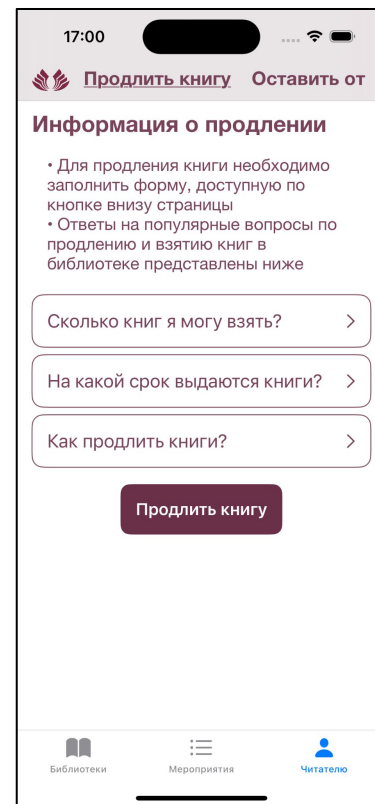 17:00
Продлить книгу Оставить от
Информация о продлении
• Для продления книги необходимо
заполнить форму, доступную по
кнопке внизу страницы
• Ответы на популярные вопросы по
продлению и взятию книг в
библиотеке представлены ниже
Сколько книг я могу взять?
На какой срок выдаются книги?
Как продлить книги?
Продлить книгу
Библиотеки Мероприятия Читателю